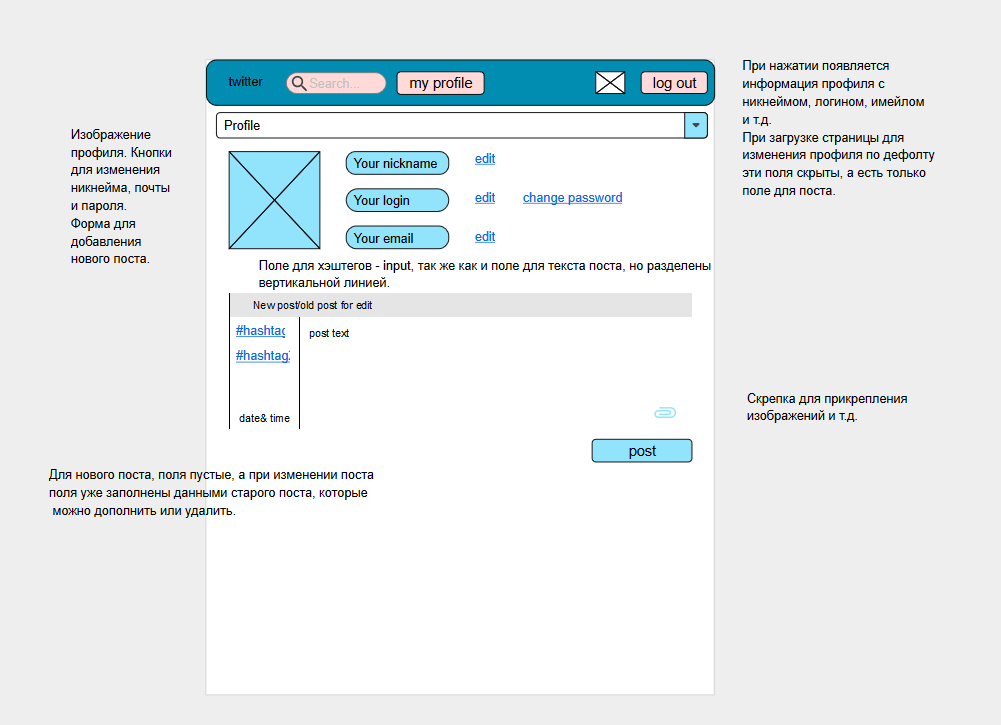 twitter
Search...
my profile
log out
При нажатии появляется
информация профиля с
никнеймом, логином, имейлом
и т.д.
При загрузке страницы для
изменения профиля по дефолту
эти поля скрыты, а есть только
поле для поста.
Profile
Изображение
профиля. Кнопки
для изменения
никнейма, почты
и пароля.
Форма для
добавления
нового поста.
Your nickname
edit
Your login
edit
change password
Your email
edit
Поле для хэштегов - input, так же как и поле для текста поста, но разделены
вертикальной линией.
New post/old post for edit
#hashtag
post text
#hashtag2
date& time
Скрепка для прикрепления
изображений и т.д.
post
Для нового поста, поля пустые, а при изменении поста
поля уже заполнены данными старого поста, которые
можно дополнить или удалить.